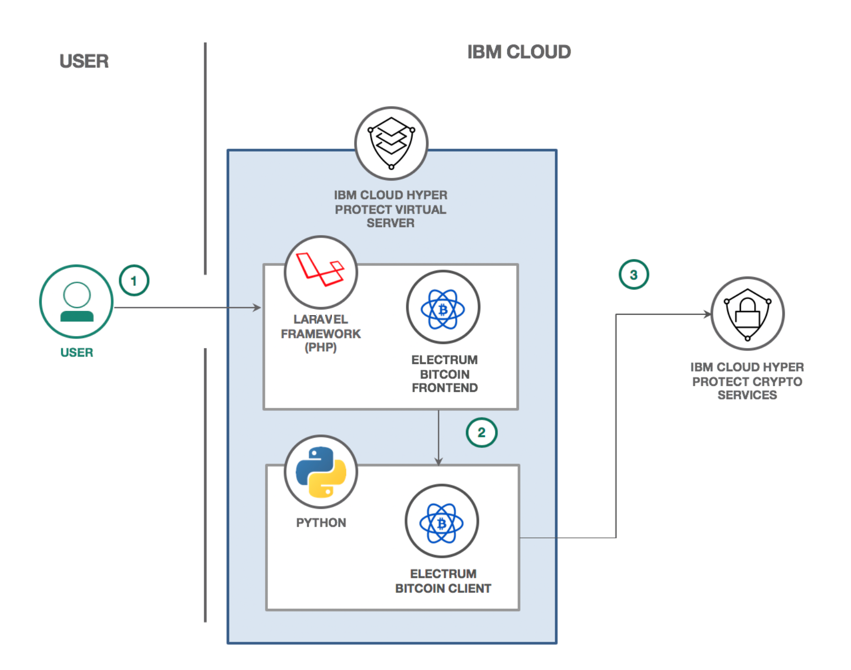 USER
IBM CLOUD
IBM CLOUD HYPER
PROTECT VIRTUAL
SERVER
1
USER
LARAVEL
FRAMEWORK
(PHP)
ELECTRUM
BITCOIN
FRONTEND
2
PYTHON
ELECTRUM
BITCOIN CLIENT
3
IBM CLOUD HYPER
PROTECT CRYPTO
SERVICES